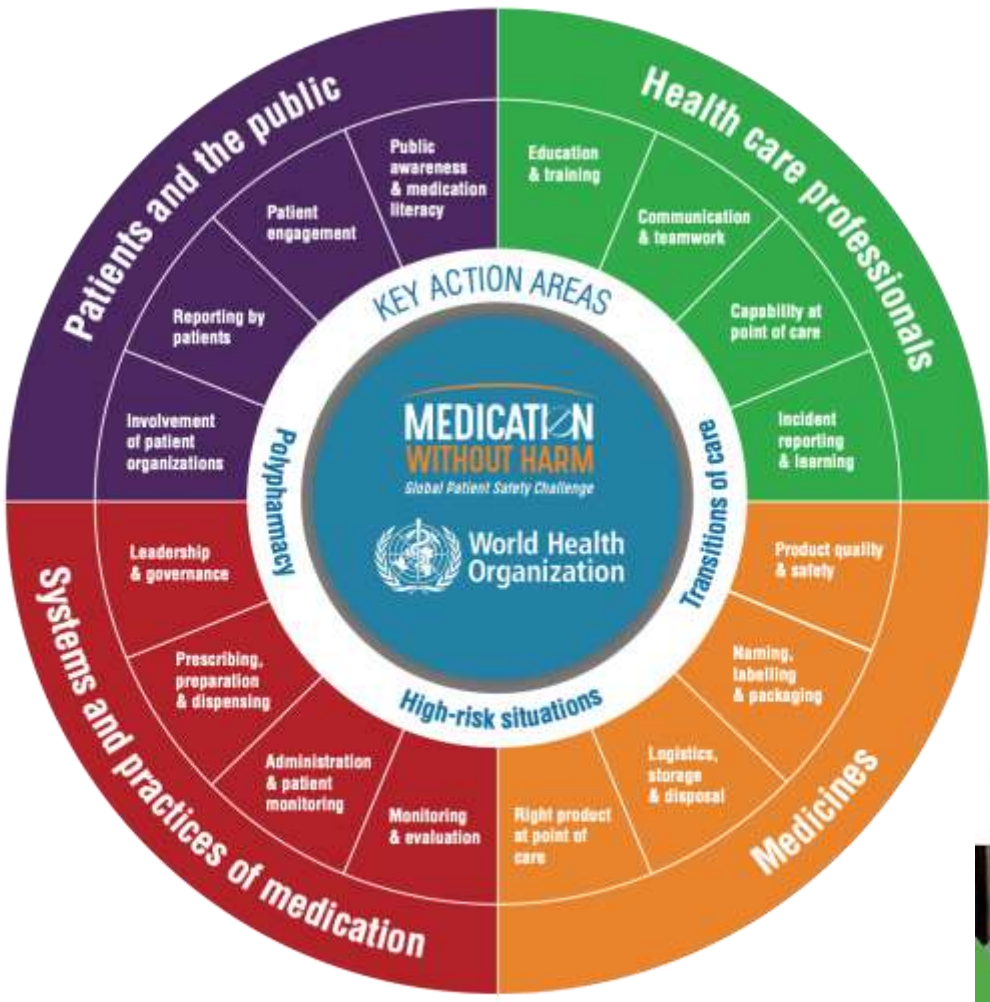 Patients and the public
Public
awareness
& medication
literacy
Patient
engagement
Reporting by
patients
Involvement
of patient
organizations
Health care professionals
Education
& training
Communication
& teamwork
Capability at
point of care
Incident
reporting
& learning
Medicines
Product quality
& safety
Naming,
labelling
& packaging
Logistics,
storage
& disposal
Right product
at point of
care
Systems and practices of medication
Leadership
& governance
Prescribing,
preparation
& dispensing
Administration
& patient
monitoring
Monitoring
& evaluation
KEY ACTION AREAS
Polypharmacy
Transitions of care
High-risk situations
MEDICATION
WITHOUT HARM
Global Patient Safety Challenge
World Health
Organization